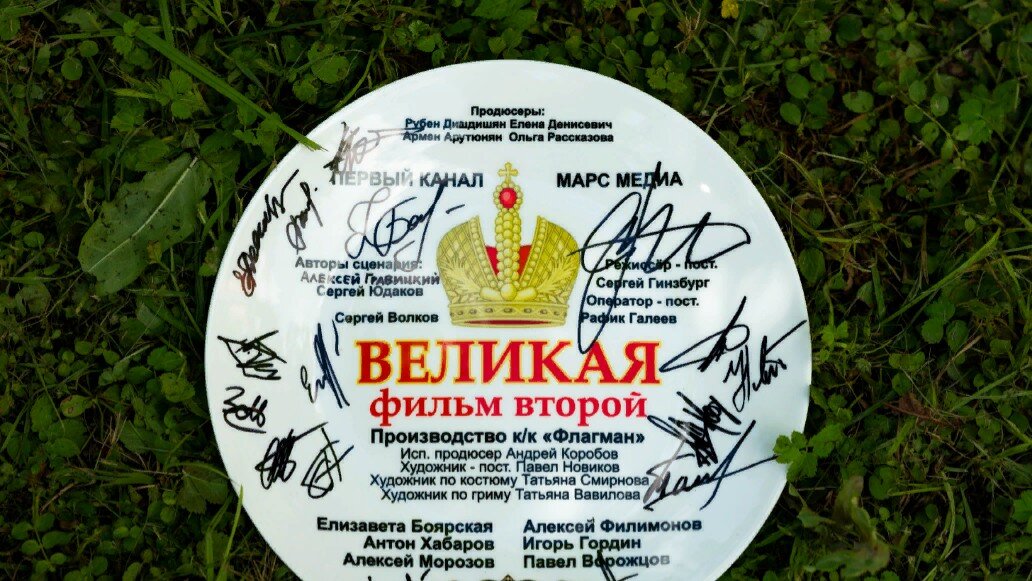 Продюсеры:
Рубен Дишдишян Елена Денисевич
Армен Арутюнян Ольга Рассказова
ПЕРВЫЙ КАНАЛ МАРС МЕДИА
Авторы сценария:
Алексей Гравицкий
Сергей Юдаков
Сергей Волков
Режиссёр - пост.
Сергей Гинзбург
Оператор - пост.
Рафик Галеев
ВЕЛИКАЯ
фильм второй
Производство к/к «Флагман»
Исп. продюсер Андрей Коробов
Художник - пост. Павел Новиков
Художник по костюму Татьяна Смирнова
Художник по гриму Татьяна Вавилова
Елизавета Боярская Алексей Филимонов
Антон Хабаров Игорь Гордин
Алексей Морозов Павел Ворожцов